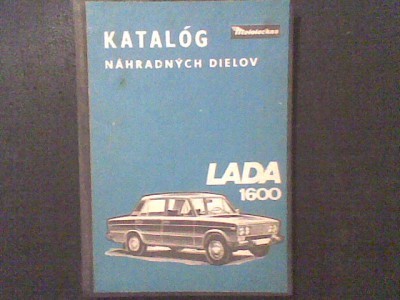 KATALÓG
NÁHRADNÝCH DIELOV
LADA
1600